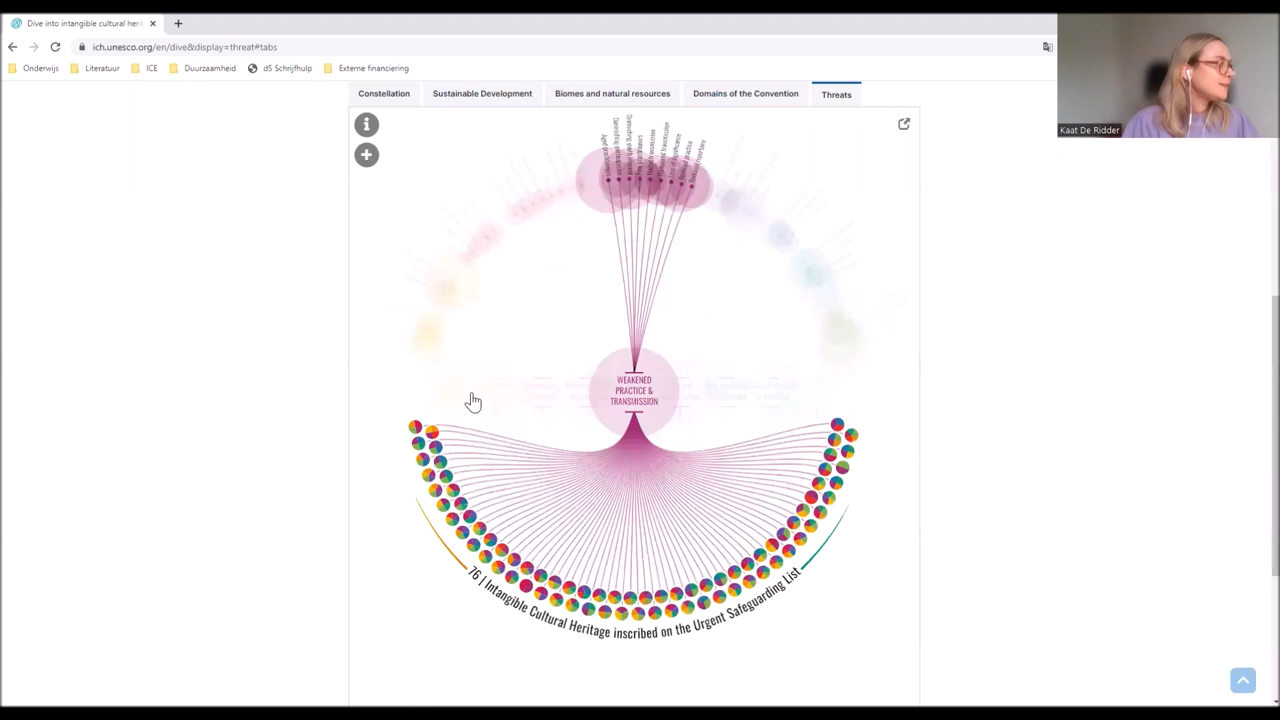 Dive into intangible cultural her
ich.unesco.org/en/dive&display=threat#tabs
Onderwijs
Literatuur
ICE
Duurzaamheid
dS Schrijfhulp
Externe financiering
Kaat De Ridder
Constellation
Sustainable Development
Biomes and natural resources
Domains of the Convention
Threats
WEAKENED
PRACTICE &
TRANSMISSION
76 | Intangible Cultural Heritage inscribed on the Urgent Safeguarding List